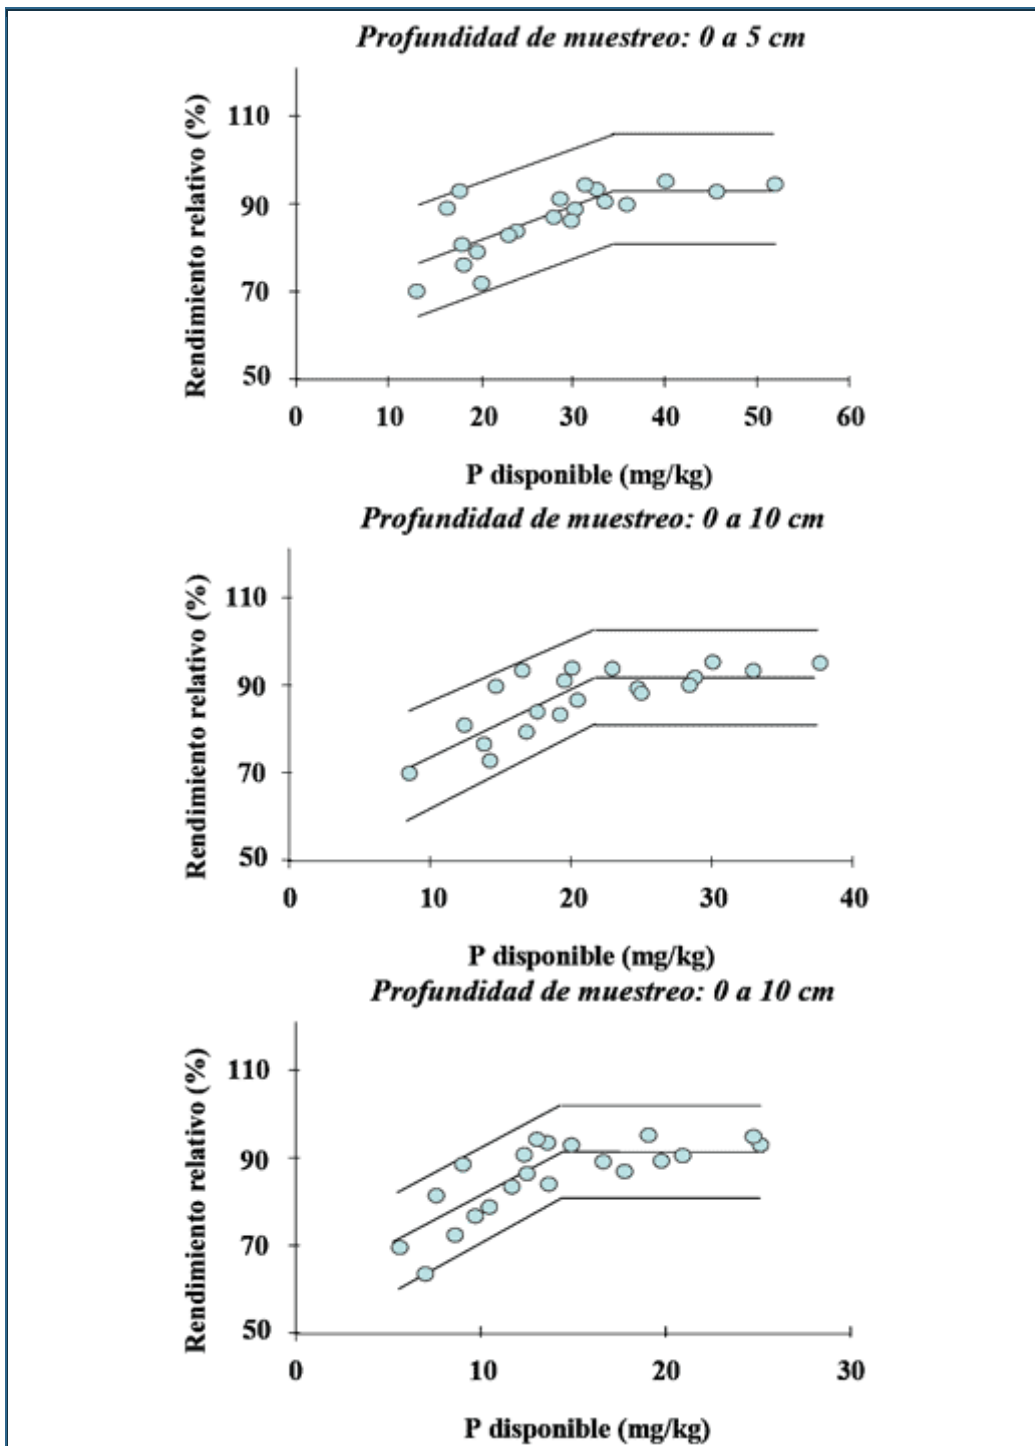 Profundidad de muestreo: 0 a 5 cm
Rendimiento relativo (%)
110
90
70
50
0 10 20 30 40 50 60
P disponible (mg/kg)
Profundidad de muestreo: 0 a 10 cm
Rendimiento relativo (%)
110
90
70
50
0 10 20 30 40
P disponible (mg/kg)
Profundidad de muestreo: 0 a 10 cm
Rendimiento relativo (%)
110
90
70
50
0 10 20 30
P disponible (mg/kg)